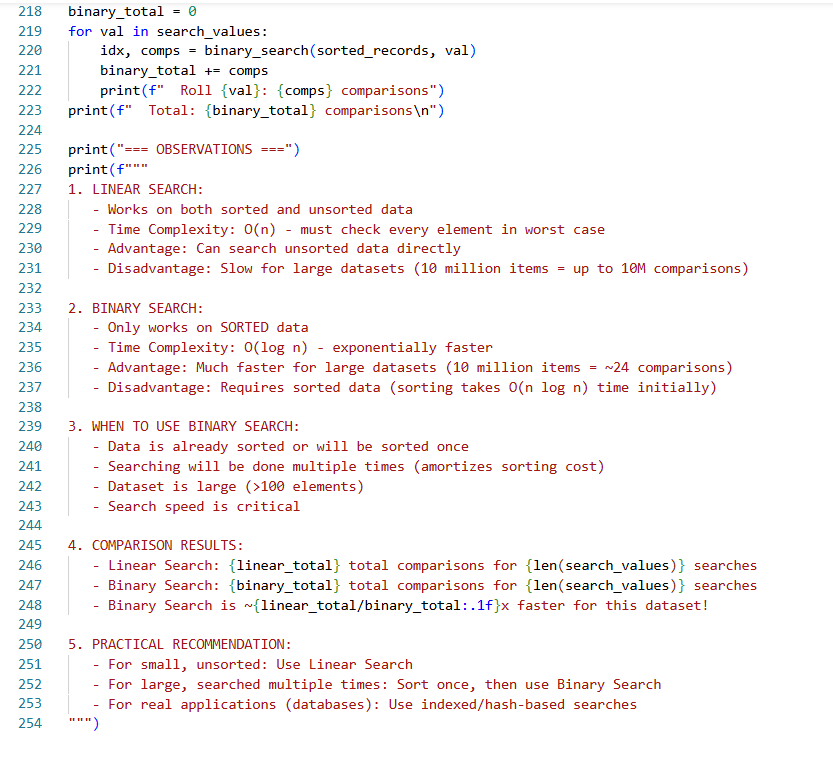 218 binary_total = 0
219 for val in search_values:
220     idx, comps = binary_search(sorted_records, val)
221     binary_total += comps
222     print(f"  Roll {val}: {comps} comparisons")
223 print(f"  Total: {binary_total} comparisons\n")
224
225 print("=== OBSERVATIONS ===")
226 print(f"""
227 1. LINEAR SEARCH:
228    - Works on both sorted and unsorted data
229    - Time Complexity: O(n) - must check every element in worst case
230    - Advantage: Can search unsorted data directly
231    - Disadvantage: Slow for large datasets (10 million items = up to 10M comparisons)
232
233 2. BINARY SEARCH:
234    - Only works on SORTED data
235    - Time Complexity: O(log n) - exponentially faster
236    - Advantage: Much faster for large datasets (10 million items = ~24 comparisons)
237    - Disadvantage: Requires sorted data (sorting takes O(n log n) time initially)
238
239 3. WHEN TO USE BINARY SEARCH:
240    - Data is already sorted or will be sorted once
241    - Searching will be done multiple times (amortizes sorting cost)
242    - Dataset is large (>100 elements)
243    - Search speed is critical
244
245 4. COMPARISON RESULTS:
246    - Linear Search: {linear_total} total comparisons for {len(search_values)} searches
247    - Binary Search: {binary_total} total comparisons for {len(search_values)} searches
248    - Binary Search is ~{linear_total/binary_total:.1f}x faster for this dataset!
249
250 5. PRACTICAL RECOMMENDATION:
251    - For small, unsorted: Use Linear Search
252    - For large, searched multiple times: Sort once, then use Binary Search
253    - For real applications (databases): Use indexed/hash-based searches
254 """)